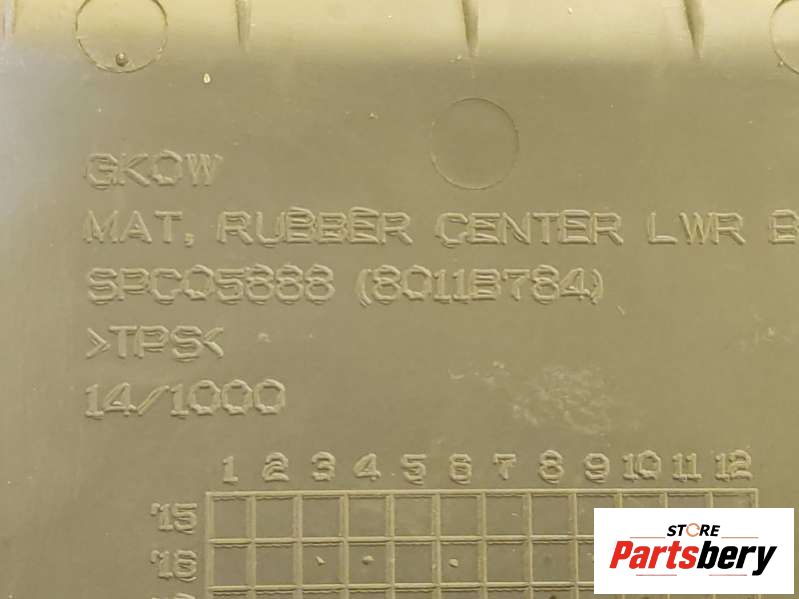 GKOW
MAT, RUBBER CENTER LWR B
SPC05888 (8011B784)
>TPS<
14/1000
1 2 3 4 5 6 7 8 9 10 11 12
15
16
STORE
Partsbery